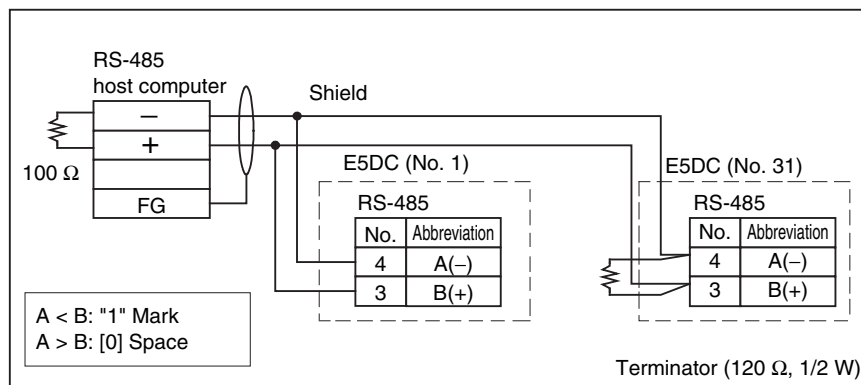 RS-485
host computer
−
+
100 Ω
FG
Shield
E5DC (No. 1)
RS-485
No. Abbreviation
4 A(−)
3 B(+)
E5DC (No. 31)
RS-485
No. Abbreviation
4 A(−)
3 B(+)
A < B: "1" Mark
A > B: [0] Space
Terminator (120 Ω, 1/2 W)